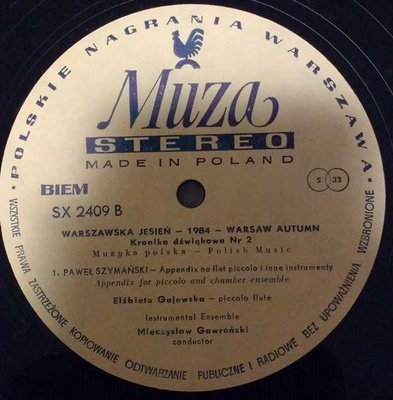 • POLSKIE NAGRANIA WARSZAWA •
Muza
STEREO
MADE IN POLAND
BIEM
S 33
SX 2409 B
WARSZAWSKA JESIEŃ – 1984 – WARSAW AUTUMN
Kronika dźwiękowa Nr 2
Muzyka polska – Polish Music
1. PAWEŁ SZYMAŃSKI – Appendix na flet piccolo i inne instrumenty
Appendix for piccolo and chamber ensemble
Elżbieta Gajewska – piccolo flute
Instrumental Ensemble
Mieczysław Gawroński
conductor
WSZYSTKIE PRAWA ZASTRZEŻONE KOPIOWANIE ODTWARZANIE PUBLICZNE I RADIOWE BEZ UPOWAŻNIENIA WZBRONIONE